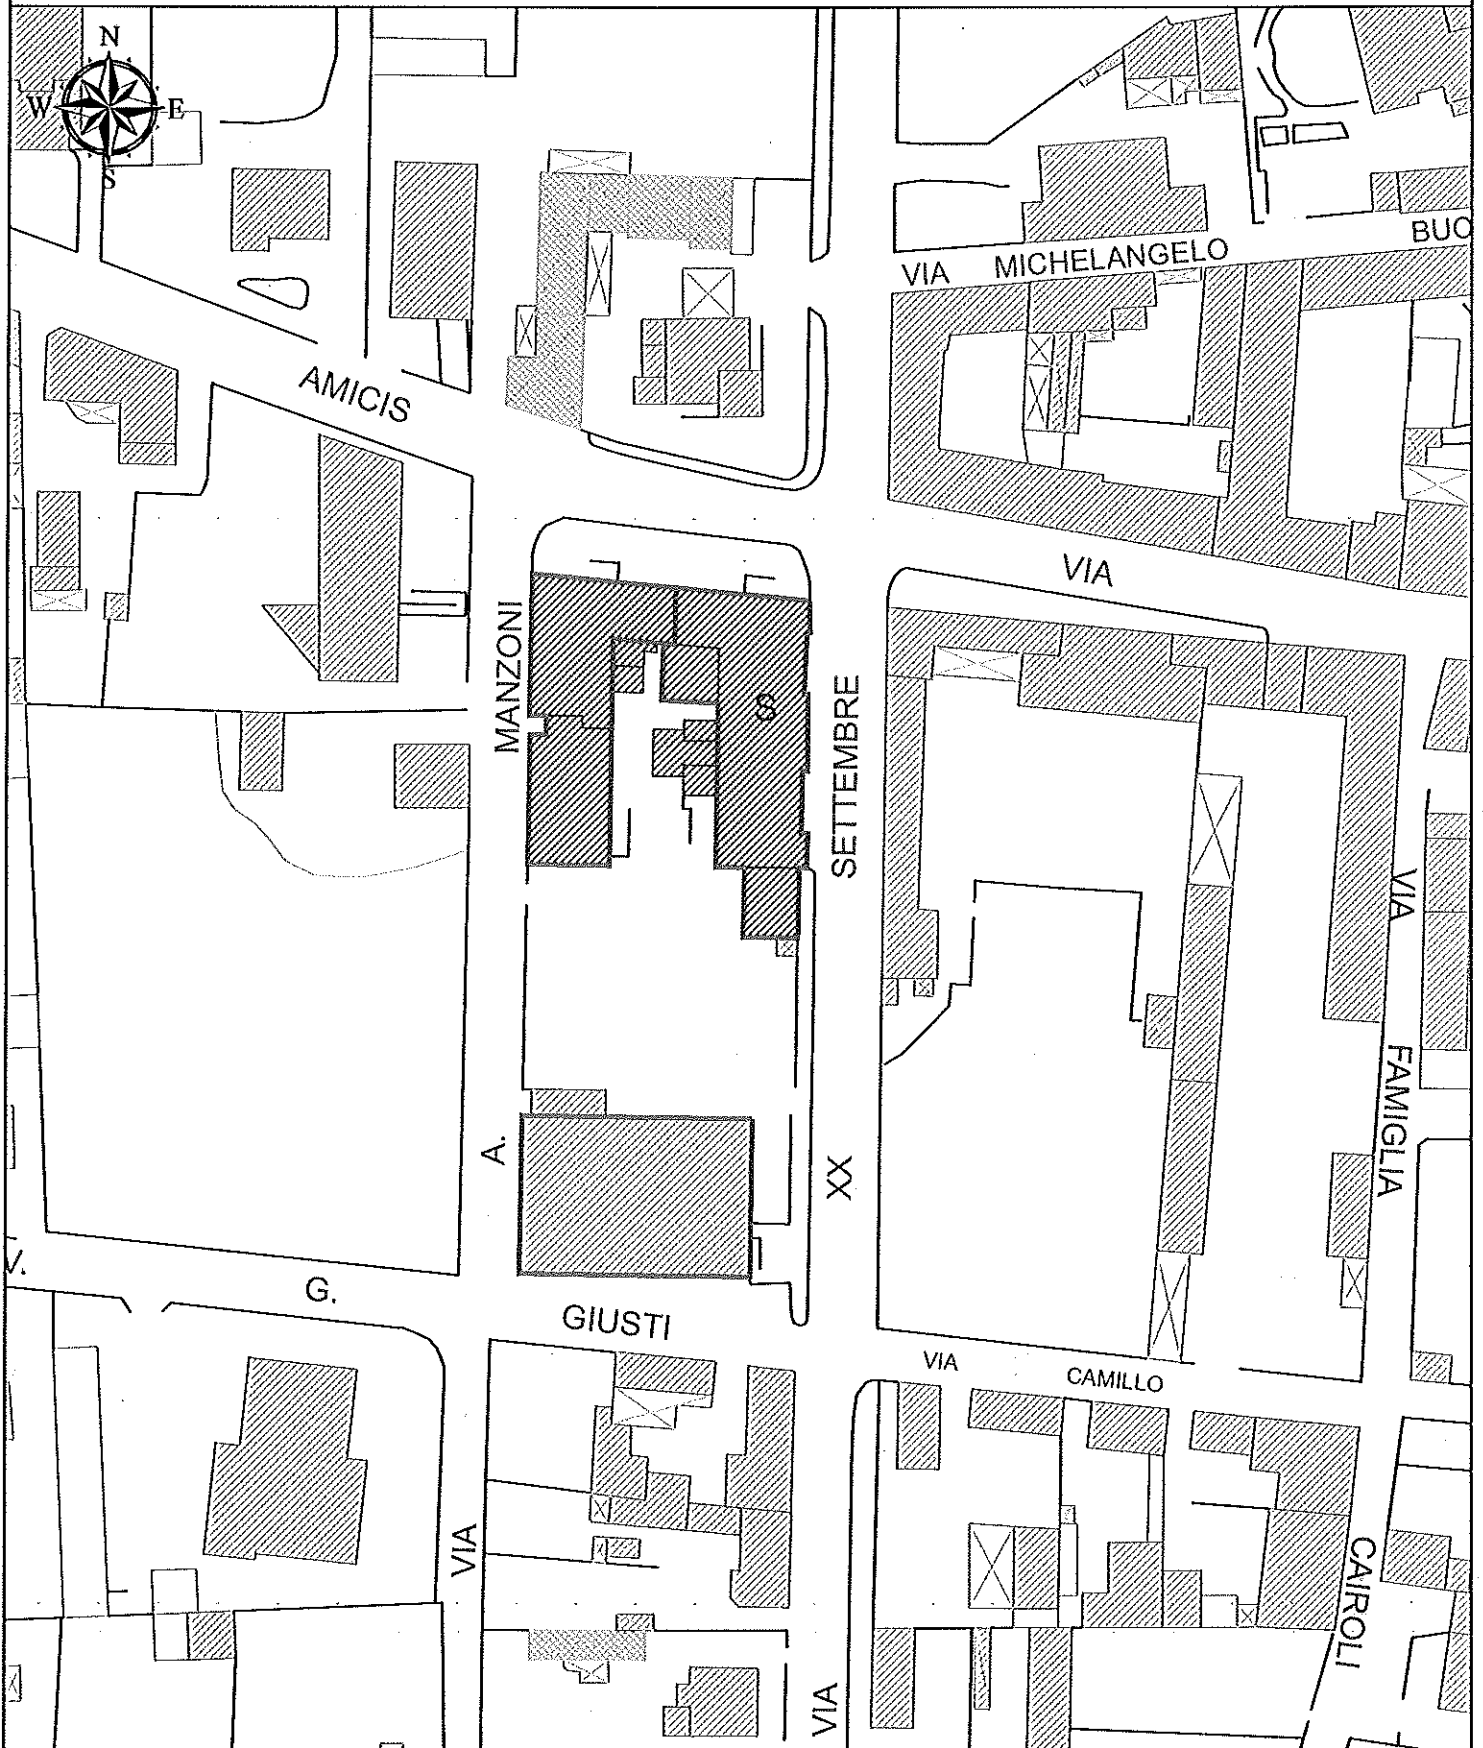 N
W E
S
BUO
VIA MICHELANGELO
AMICIS
VIA
MANZONI
S
SETTEMBRE
VIA
FAMIGLIA
A.
XX
V.
G.
GIUSTI
VIA
CAMILLO
VIA
CAIROLI
VIA